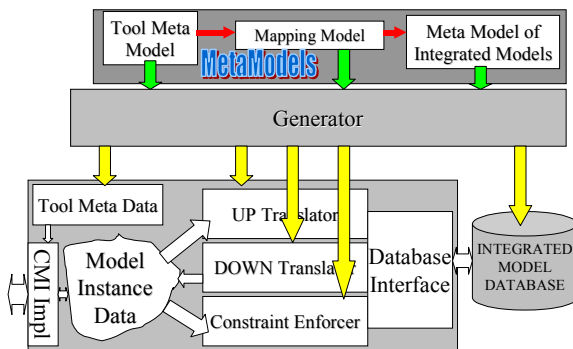 Tool Meta
Model
Mapping Model
Meta Model of
Integrated Models
MetaModels
Generator
Tool Meta Data
CMI Impl
Model
Instance
Data
UP Translator
DOWN Translator
Constraint Enforcer
Database
Interface
INTEGRATED
MODEL
DATABASE